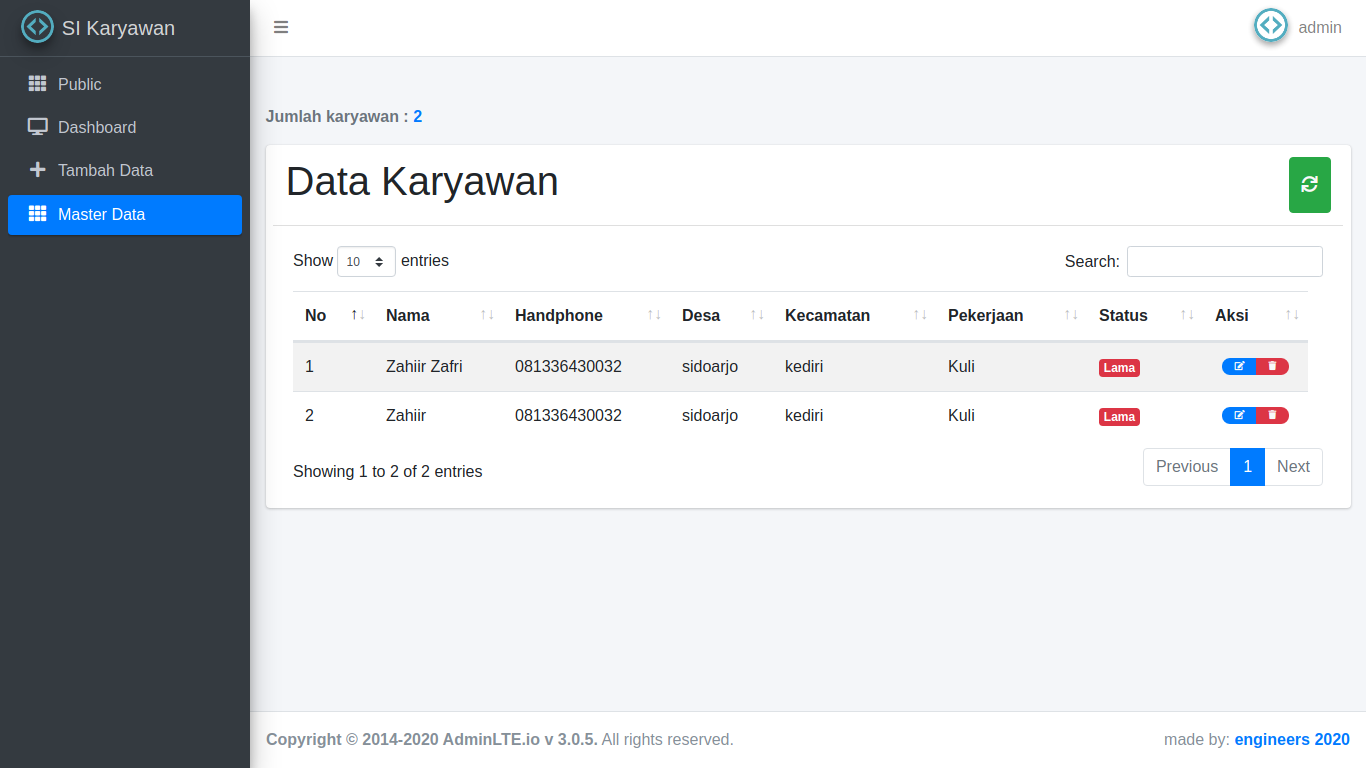 SI Karyawan
admin
Public
Dashboard
Tambah Data
Master Data
Jumlah karyawan : 2
Data Karyawan
Show 10 entries
Search:
No Nama Handphone Desa Kecamatan Pekerjaan Status Aksi
1 Zahiir Zafri 081336430032 sidoarjo kediri Kuli Lama
2 Zahiir 081336430032 sidoarjo kediri Kuli Lama
Showing 1 to 2 of 2 entries
Previous 1 Next
Copyright © 2014-2020 AdminLTE.io v 3.0.5. All rights reserved.
made by: engineers 2020